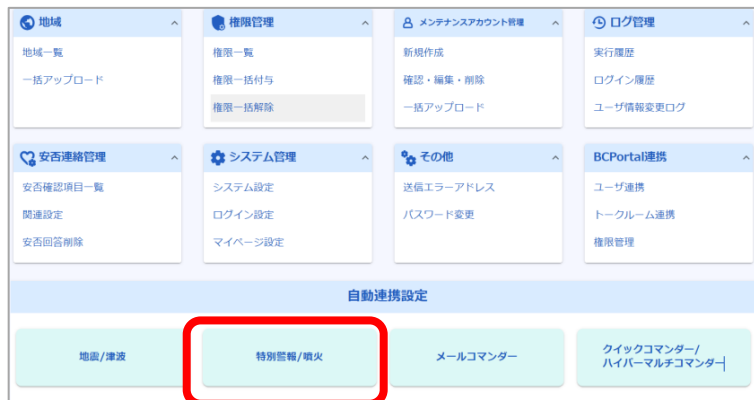 地域
権限管理
メンテナンスアカウント管理
ログ管理
地域一覧
権限一覧
新規作成
実行履歴
一括アップロード
権限一括付与
確認・編集・削除
ログイン履歴
権限一括解除
一括アップロード
ユーザ情報変更ログ
安否連絡管理
システム管理
その他
BCPortal連携
安否確認項目一覧
システム設定
送信エラーアドレス
ユーザ連携
関連設定
ログイン設定
パスワード変更
トークルーム連携
安否回答削除
マイページ設定
権限管理
自動連携設定
地震/津波
特別警報/噴火
メールコマンダー
クイックコマンダー/
ハイパーマルチコマンダー